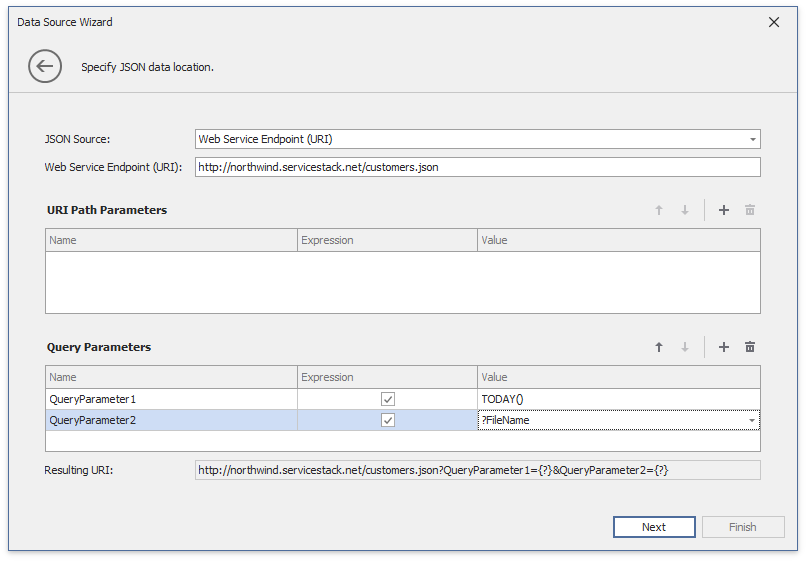 Data Source Wizard
Specify JSON data location.
JSON Source: Web Service Endpoint (URI)
Web Service Endpoint (URI): http://northwind.servicestack.net/customers.json
URI Path Parameters
Name Expression Value
Query Parameters
Name Expression Value
QueryParameter1 TODAY()
QueryParameter2 ?FileName
Resulting URI: http://northwind.servicestack.net/customers.json?QueryParameter1={?}&QueryParameter2={?}
Next Finish